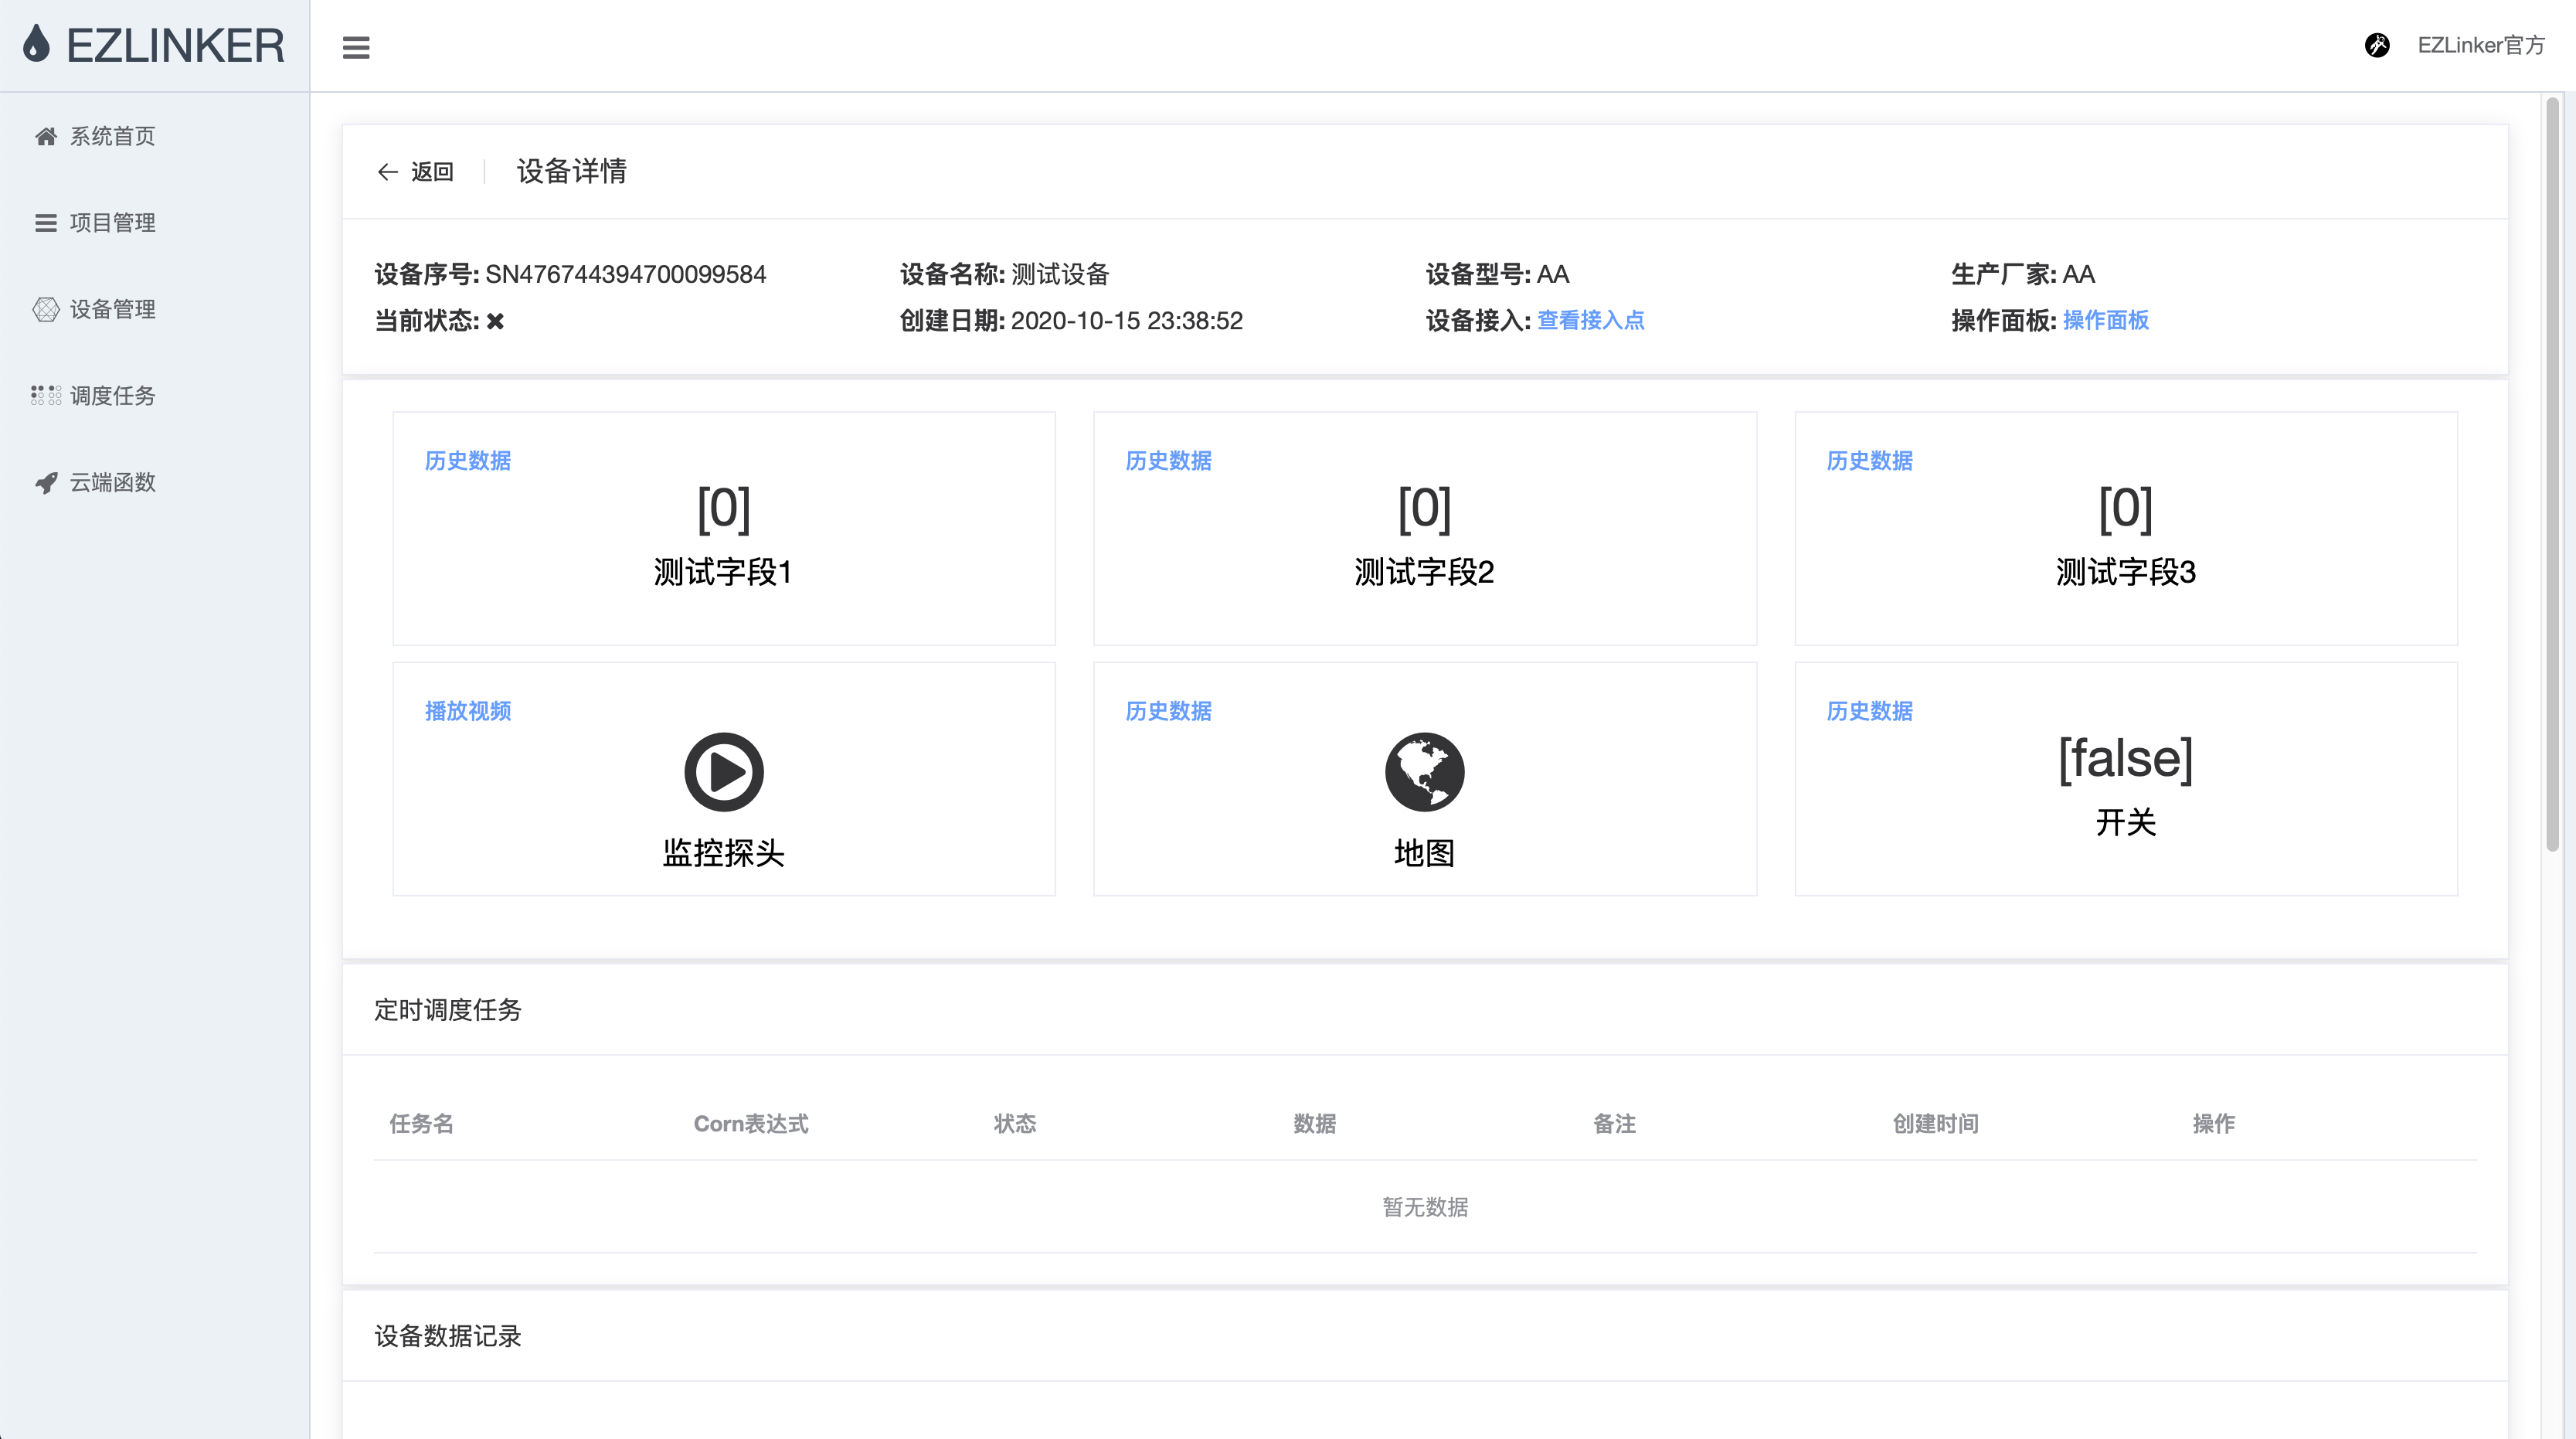 EZLINKER
EZLinker官方
系统首页
项目管理
设备管理
调度任务
云端函数
返回 设备详情
设备序号: SN476744394700099584 设备名称: 测试设备 设备型号: AA 生产厂家: AA
当前状态: 创建日期: 2020-10-15 23:38:52 设备接入: 查看接入点 操作面板: 操作面板
历史数据
[0]
测试字段1
历史数据
[0]
测试字段2
历史数据
[0]
测试字段3
播放视频
监控探头
历史数据
地图
历史数据
[false]
开关
定时调度任务
任务名 Corn表达式 状态 数据 备注 创建时间 操作
暂无数据
设备数据记录